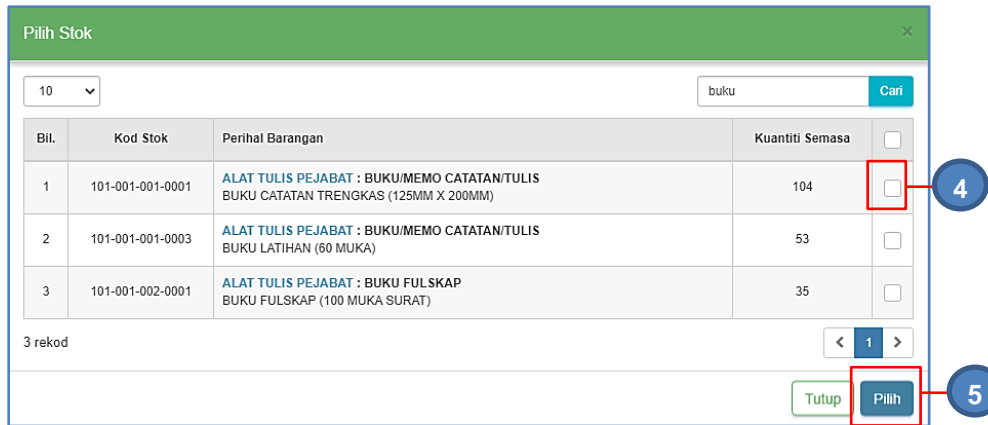 Pilih Stok ×
10 buku Cari
Bil. Kod Stok Perihal Barangan Kuantiti Semasa
1 101-001-001-0001 ALAT TULIS PEJABAT : BUKU/MEMO CATATAN/TULIS 104
BUKU CATATAN TRENGKAS (125MM X 200MM)
4
2 101-001-001-0003 ALAT TULIS PEJABAT : BUKU/MEMO CATATAN/TULIS 53
BUKU LATIHAN (60 MUKA)
3 101-001-002-0001 ALAT TULIS PEJABAT : BUKU FULSKAP 35
BUKU FULSKAP (100 MUKA SURAT)
3 rekod < 1 >
Tutup Pilih 5